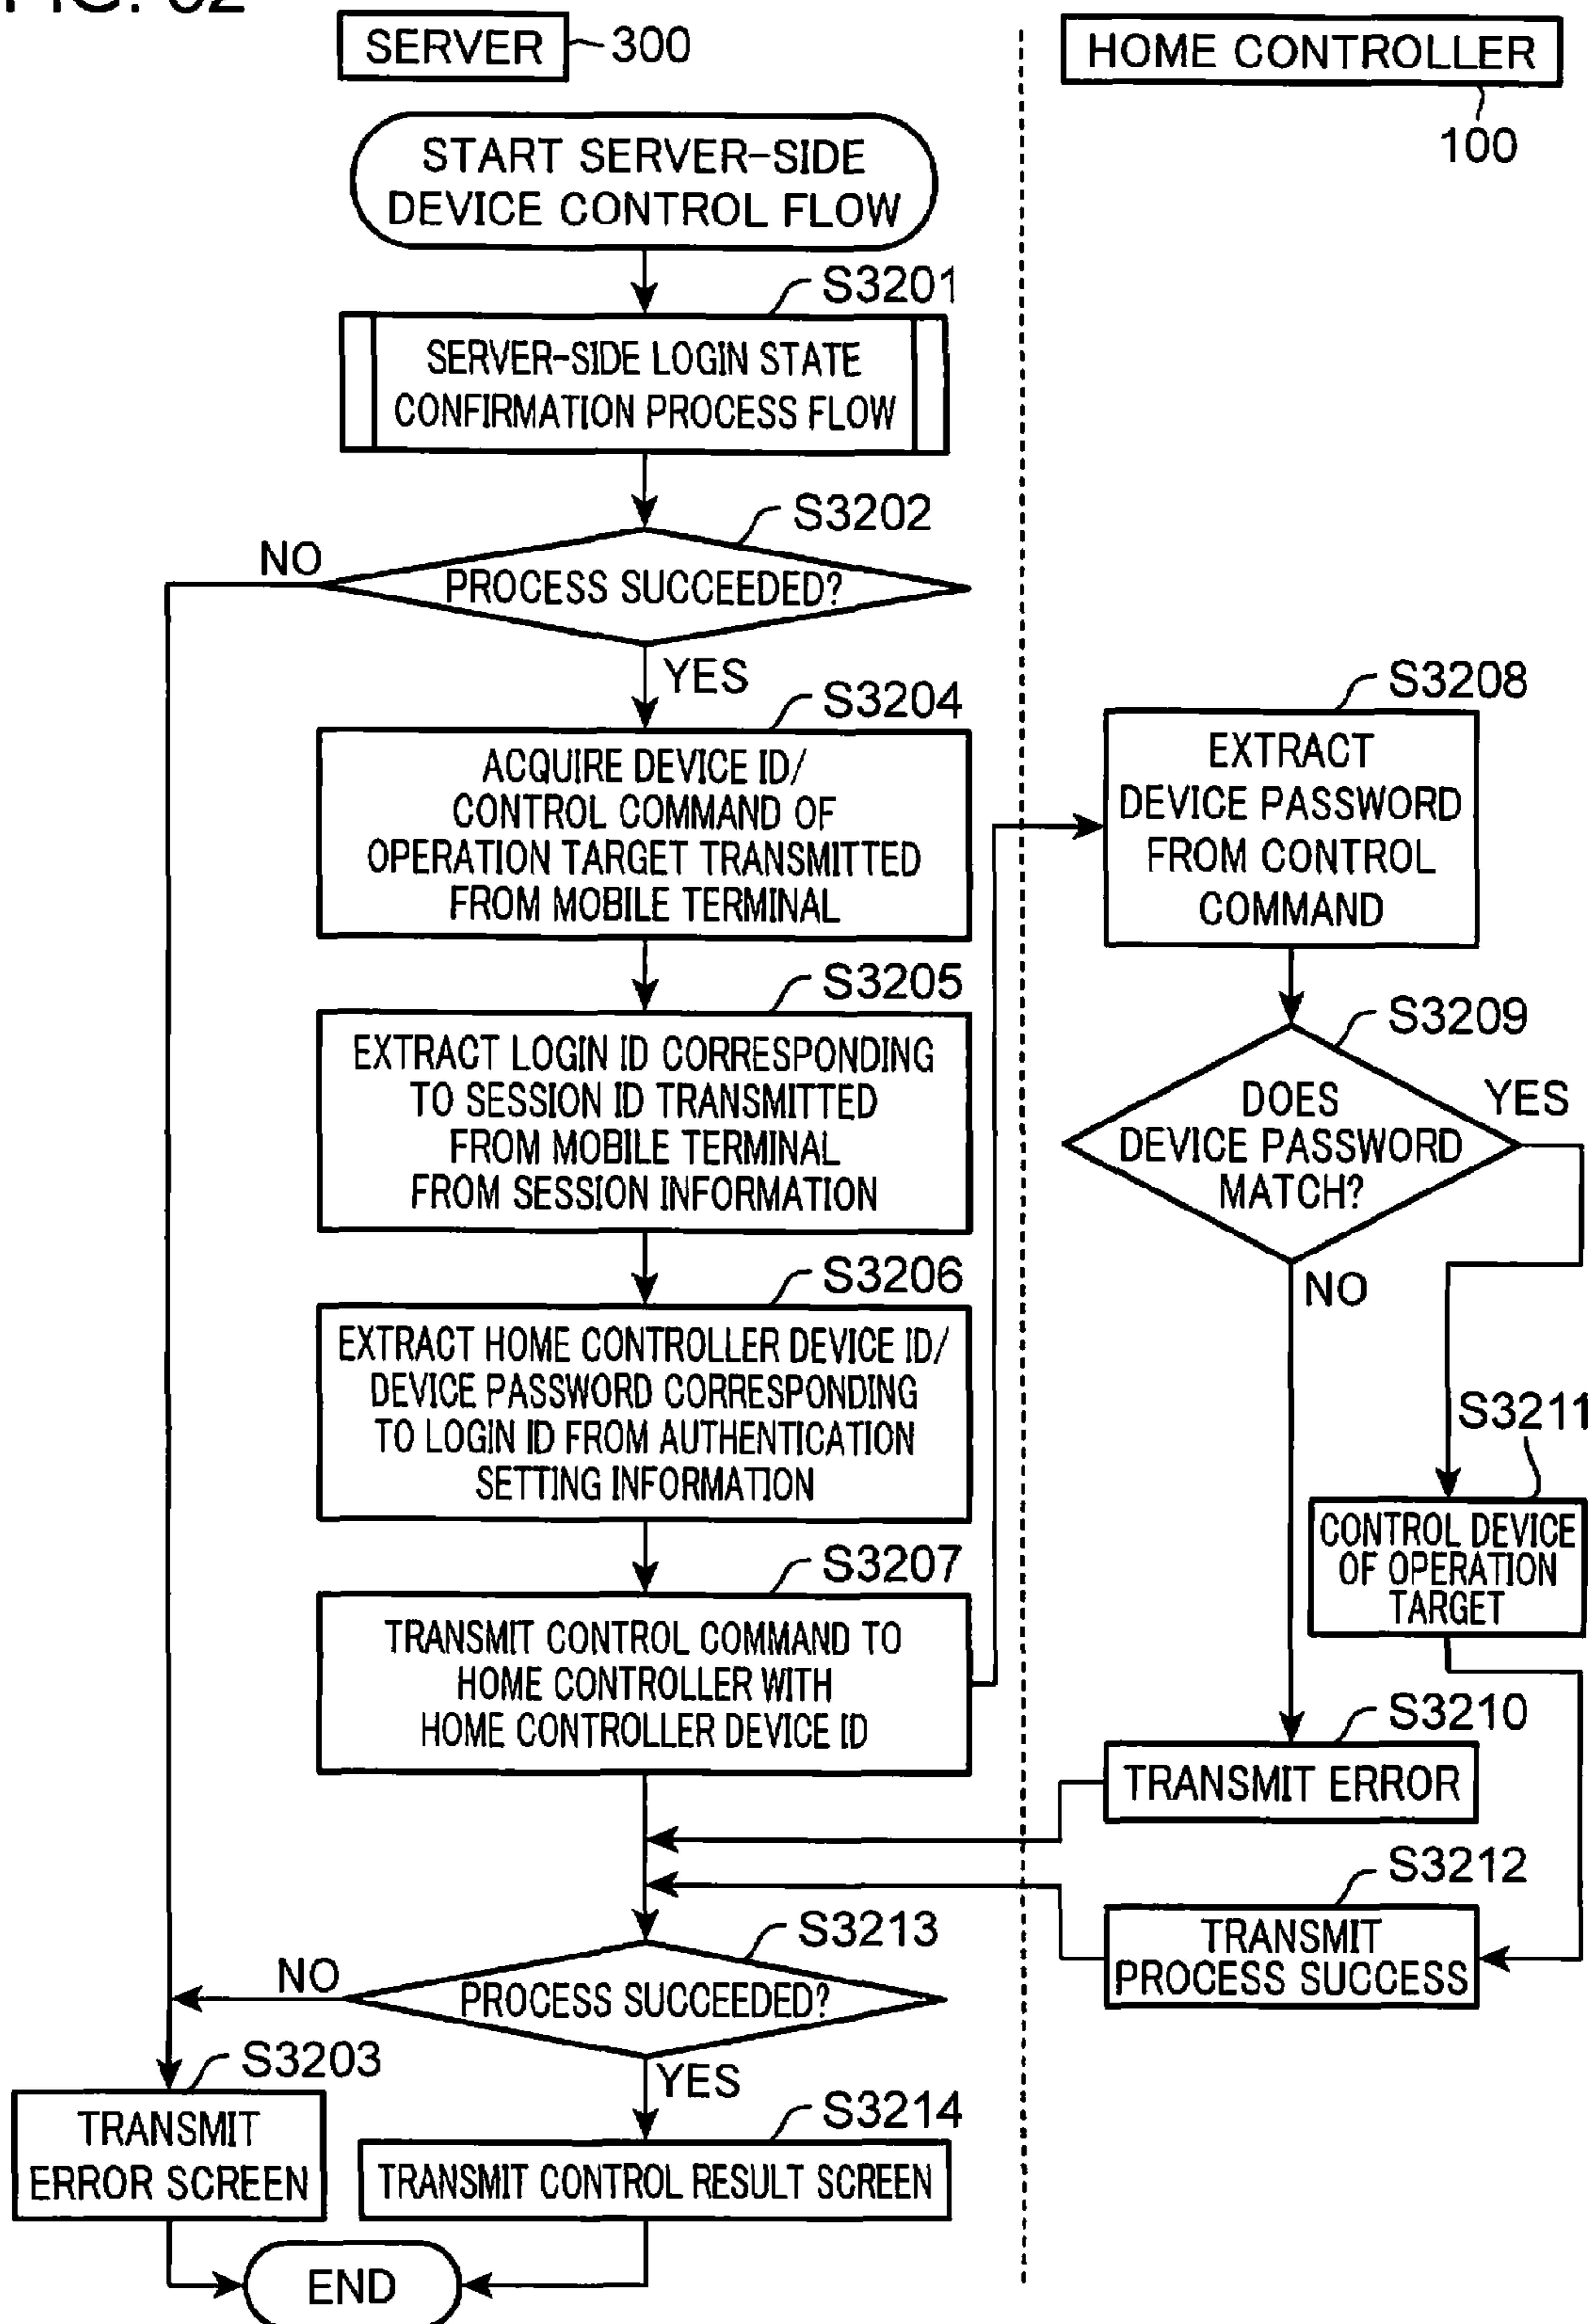 SERVER
300
HOME CONTROLLER
100
START SERVER-SIDE
DEVICE CONTROL FLOW
S3201
SERVER-SIDE LOGIN STATE
CONFIRMATION PROCESS FLOW
S3202
NO
PROCESS SUCCEEDED?
YES
S3204
ACQUIRE DEVICE ID/
CONTROL COMMAND OF
OPERATION TARGET TRANSMITTED
FROM MOBILE TERMINAL
S3205
EXTRACT LOGIN ID CORRESPONDING
TO SESSION ID TRANSMITTED
FROM MOBILE TERMINAL
FROM SESSION INFORMATION
S3206
EXTRACT HOME CONTROLLER DEVICE ID/
DEVICE PASSWORD CORRESPONDING
TO LOGIN ID FROM AUTHENTICATION
SETTING INFORMATION
S3207
TRANSMIT CONTROL COMMAND TO
HOME CONTROLLER WITH
HOME CONTROLLER DEVICE ID
S3208
EXTRACT
DEVICE PASSWORD
FROM CONTROL
COMMAND
S3209
DOES
DEVICE PASSWORD
MATCH?
YES
NO
S3211
CONTROL DEVICE
OF OPERATION
TARGET
S3210
TRANSMIT ERROR
S3212
TRANSMIT
PROCESS SUCCESS
S3213
NO
PROCESS SUCCEEDED?
YES
S3203
TRANSMIT
ERROR SCREEN
S3214
TRANSMIT CONTROL RESULT SCREEN
END